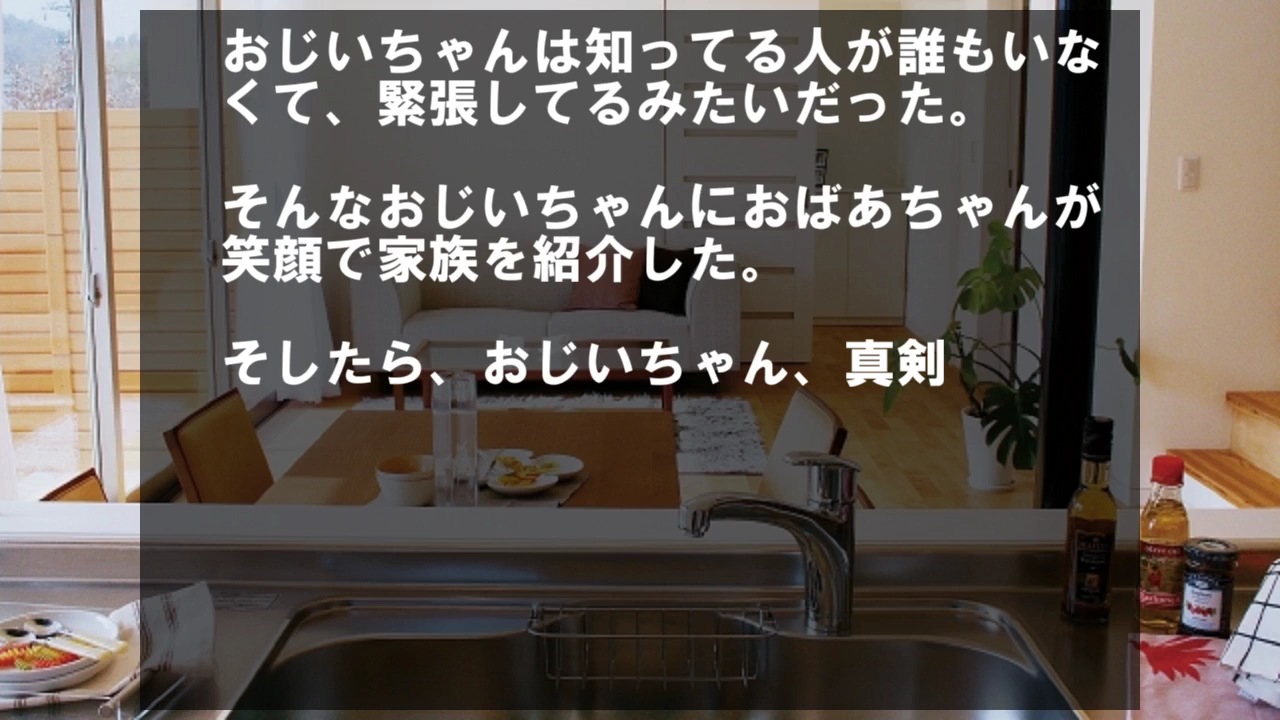 おじいちゃんは知ってる人が誰もいな
くて、緊張してるみたいだった。
そんなおじいちゃんにおばあちゃんが
笑顔で家族を紹介した。
そしたら、おじいちゃん、真剣